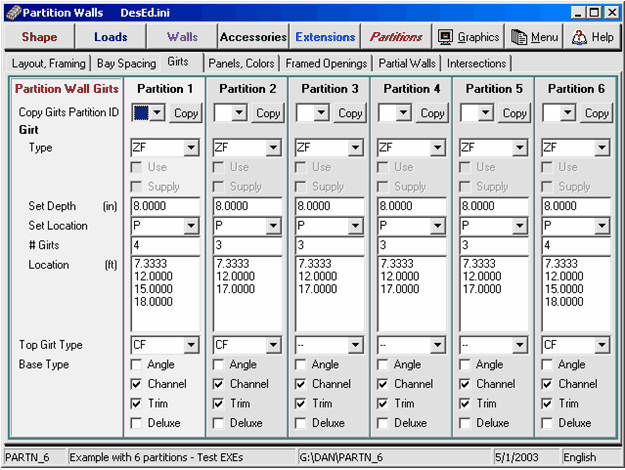 Partition Walls DesEd.ini
Shape Loads Walls Accessories Extensions Partitions Graphics Menu Help
Layout, Framing Bay Spacing Girts Panels, Colors Framed Openings Partial Walls Intersections
Partition Wall Girts Partition 1 Partition 2 Partition 3 Partition 4 Partition 5 Partition 6
Copy Girts Partition ID Copy Copy Copy Copy Copy Copy
Girt
Type ZF ZF ZF ZF ZF ZF
Use Use Use Use Use Use
Supply Supply Supply Supply Supply Supply
Set Depth (in) 8.0000 8.0000 8.0000 8.0000 8.0000 8.0000
Set Location P P P P P P
# Girts 4 3 3 3 3 4
Location (ft) 7.3333 7.3333 7.3333 7.3333 7.3333 7.3333
12.0000 12.0000 12.0000 12.0000 12.0000 12.0000
15.0000 17.0000 17.0000 17.0000 17.0000 15.0000
18.0000 18.0000
Top Girt Type CF CF -- -- -- CF
Base Type Angle Angle Angle Angle Angle Angle
Channel Channel Channel Channel Channel Channel
Trim Trim Trim Trim Trim Trim
Deluxe Deluxe Deluxe Deluxe Deluxe Deluxe
PARTN_6 Example with 6 partitions - Test EXEs G:\DAN\PARTN_6 5/1/2003 English